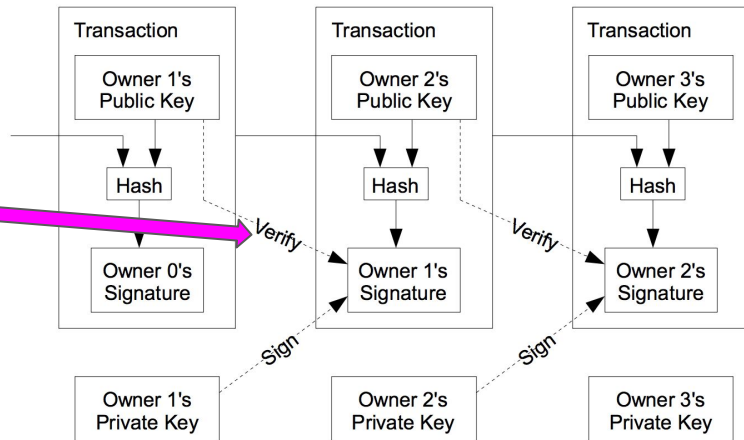 Transaction
Transaction
Transaction
Owner 1's
Public Key
Owner 2's
Public Key
Owner 3's
Public Key
Hash
Hash
Hash
Verify
Verify
Owner 0's
Signature
Owner 1's
Signature
Owner 2's
Signature
Sign
Sign
Owner 1's
Private Key
Owner 2's
Private Key
Owner 3's
Private Key